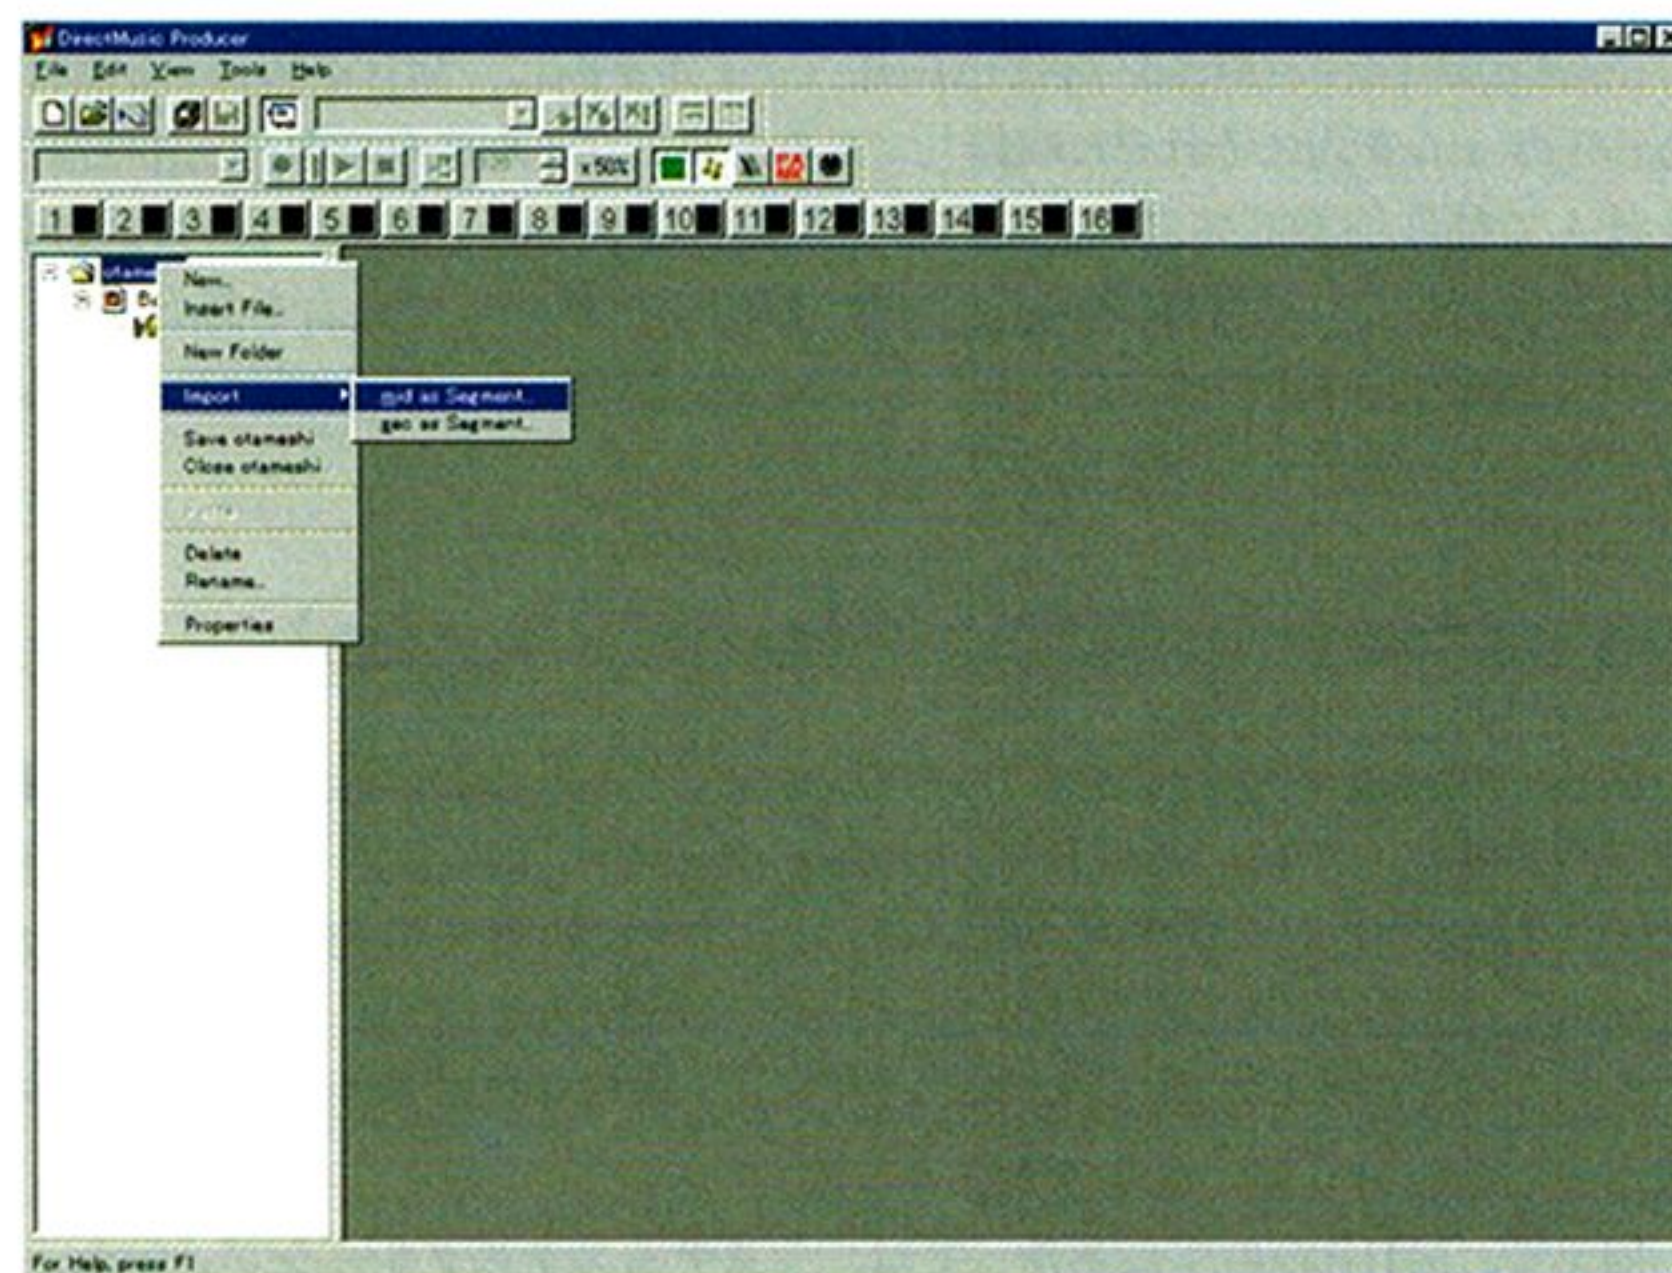 DirectMusic Producer
File Edit View Tools Help
x 50%
1 2 3 4 5 6 7 8 9 10 11 12 13 14 15 16
New..
Insert File..
New Folder
Import
mid as Segment..
Save otameshi
Close otameshi
Delete
Rename..
Properties
For Help, press F1